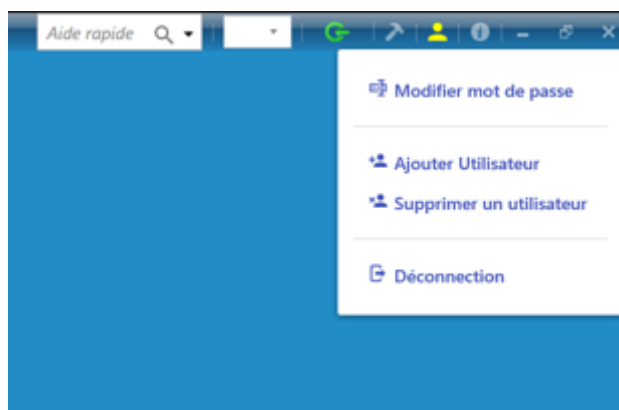 Aide rapide
Modifier mot de passe
Ajouter Utilisateur
Supprimer un utilisateur
Déconnection